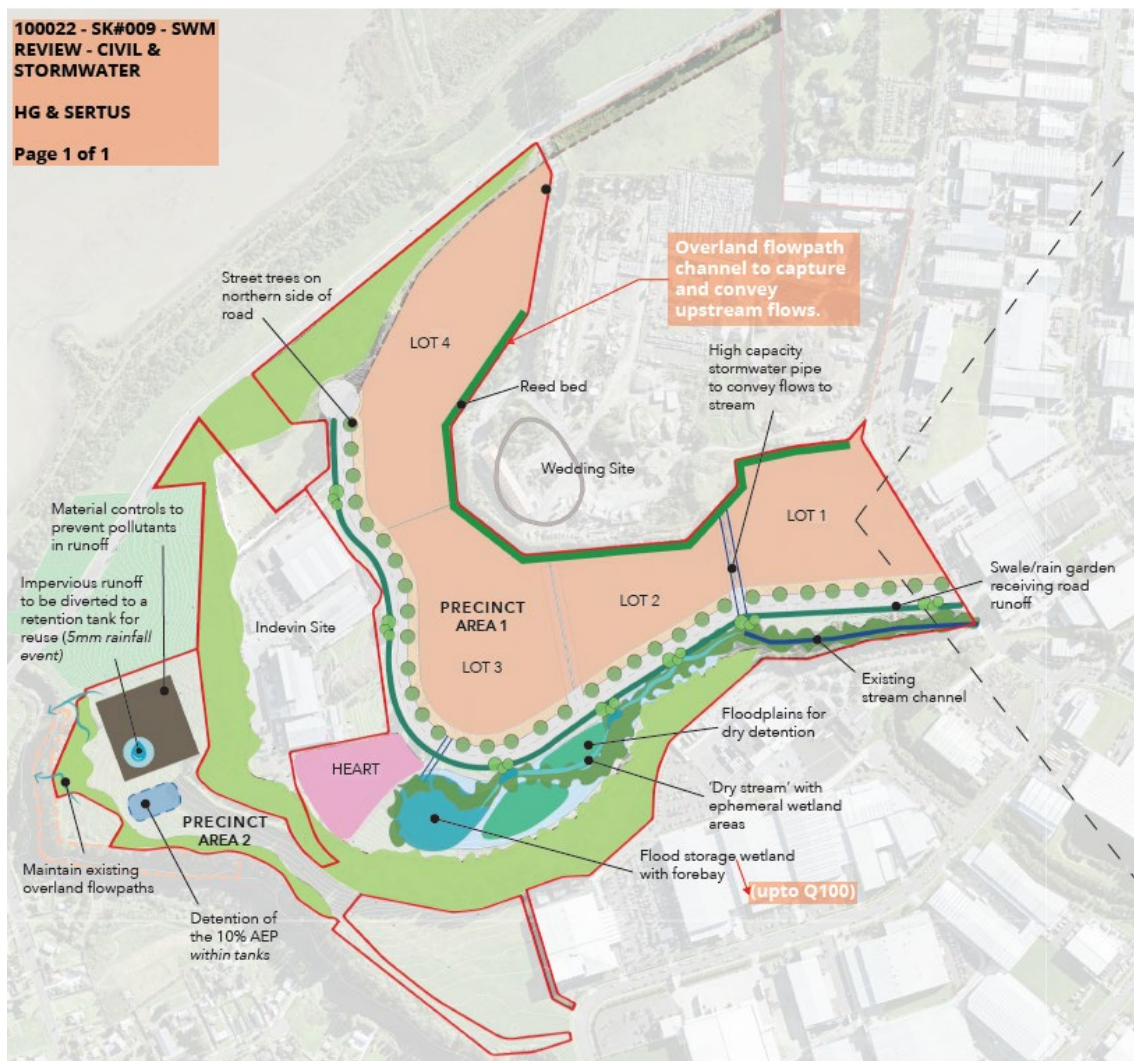 100022 - SK#009 - SWM
REVIEW - CIVIL &
STORMWATER
HG & SERTUS
Page 1 of 1
Overland flowpath
channel to capture
and convey
upstream flows.
Street trees on
northern side of
road
LOT 4
High capacity
stormwater pipe
to convey flows to
stream
Reed bed
Wedding Site
Material controls to
prevent pollutants
in runoff
LOT 1
Impervious runoff
to be diverted to a
retention tank for
reuse (5mm rainfall
event)
Swale/rain garden
receiving road
runoff
LOT 2
PRECINCT
AREA 1
Indevin Site
LOT 3
Existing
stream channel
Floodplains for
dry detention
HEART
'Dry stream' with
ephemeral wetland
areas
PRECINCT
AREA 2
Flood storage wetland
with forebay
(upto Q100)
Maintain existing
overland flowpaths
Detention of
the 10% AEP
within tanks